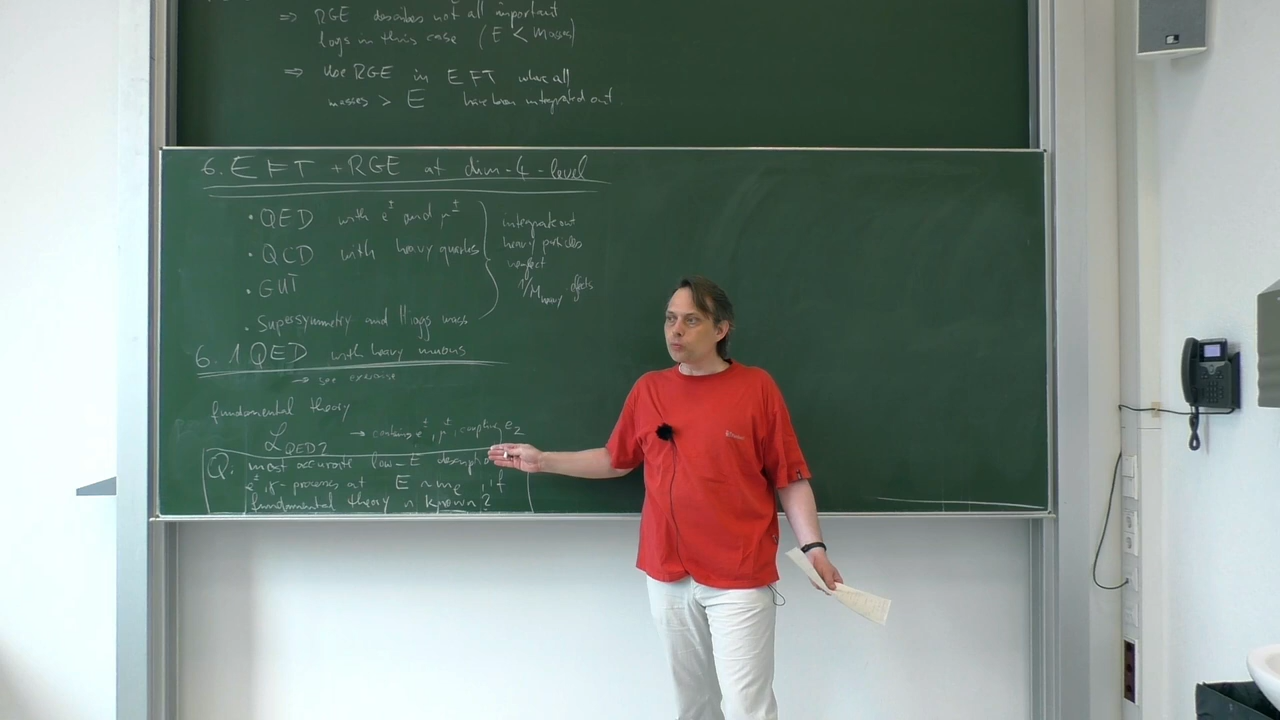 ⇒ RGE describes not all important
logs in this case (E < masses)
⇒ Use RGE in EFT where all
masses > E have been integrated out.
6. EFT + RGE at dim-4-level
• QED with e± and μ±
• QCD with heavy quarks
• GUT
• Supersymmetry and Higgs mass
integrate out
heavy particles
neglect
1/M_heavy effects
6.1 QED with heavy muons
→ see exercise
fundamental theory
ℒ_QED2 → contains e±, μ±, coupling e₂
Q: most accurate low-E description
e±, γ-processes at E ~ mₑ, if
fundamental theory is known?